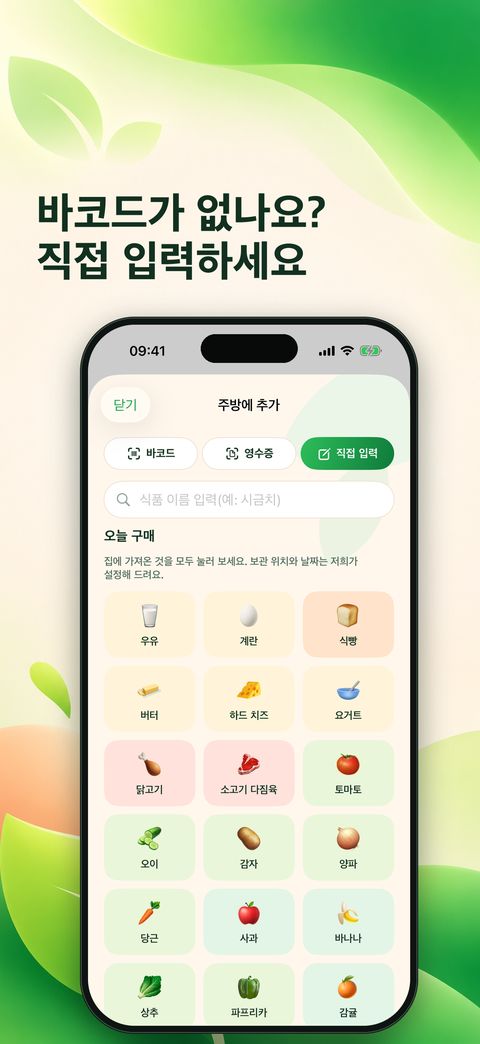 바코드가 없나요?
직접 입력하세요
09:41
닫기
주방에 추가
바코드
영수증
직접 입력
식품 이름 입력(예: 시금치)
오늘 구매
집에 가져온 것을 모두 눌러 보세요. 보관 위치와 날짜는 저희가
설정해 드려요.
우유
계란
식빵
버터
하드 치즈
요거트
닭고기
소고기 다짐육
토마토
오이
감자
양파
당근
사과
바나나
상추
파프리카
감귤